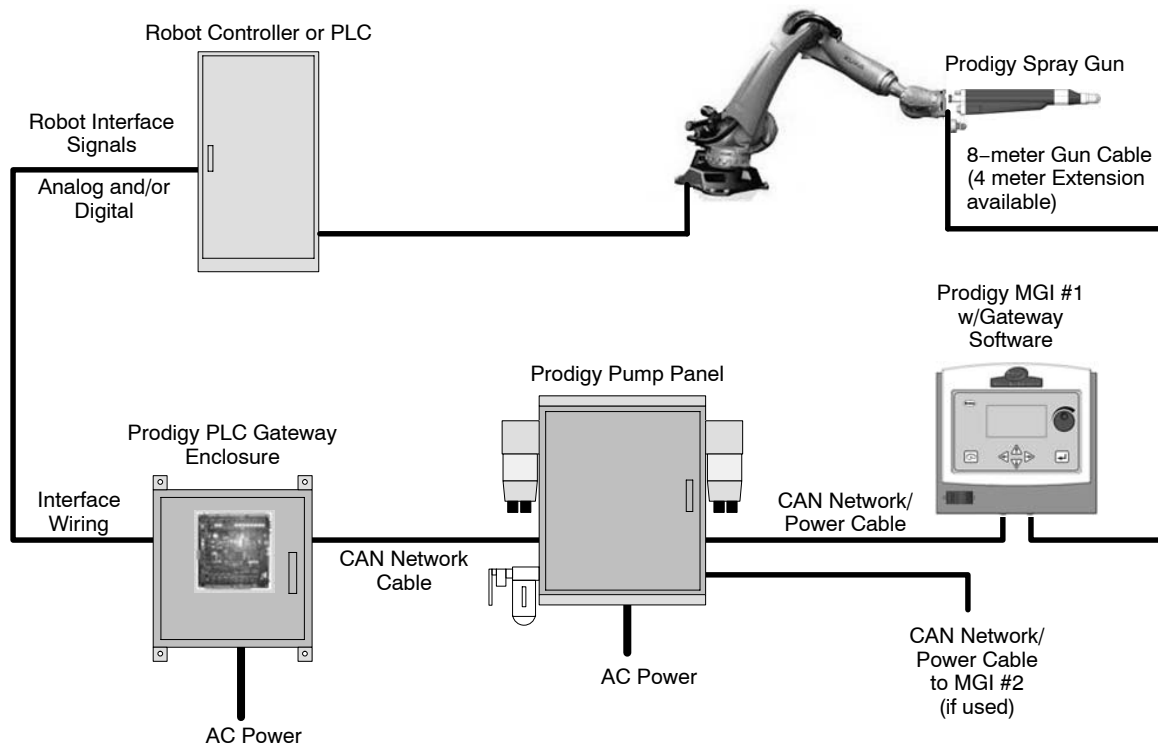 Robot Controller or PLC
Prodigy Spray Gun
Robot Interface
Signals
Analog and/or
Digital
8−meter Gun Cable
(4 meter Extension
available)
Prodigy MGI #1
w/Gateway
Software
Prodigy Pump Panel
Prodigy PLC Gateway
Enclosure
Interface
Wiring
CAN Network
Cable
CAN Network/
Power Cable
AC Power
CAN Network/
Power Cable
to MGI #2
(if used)
AC Power